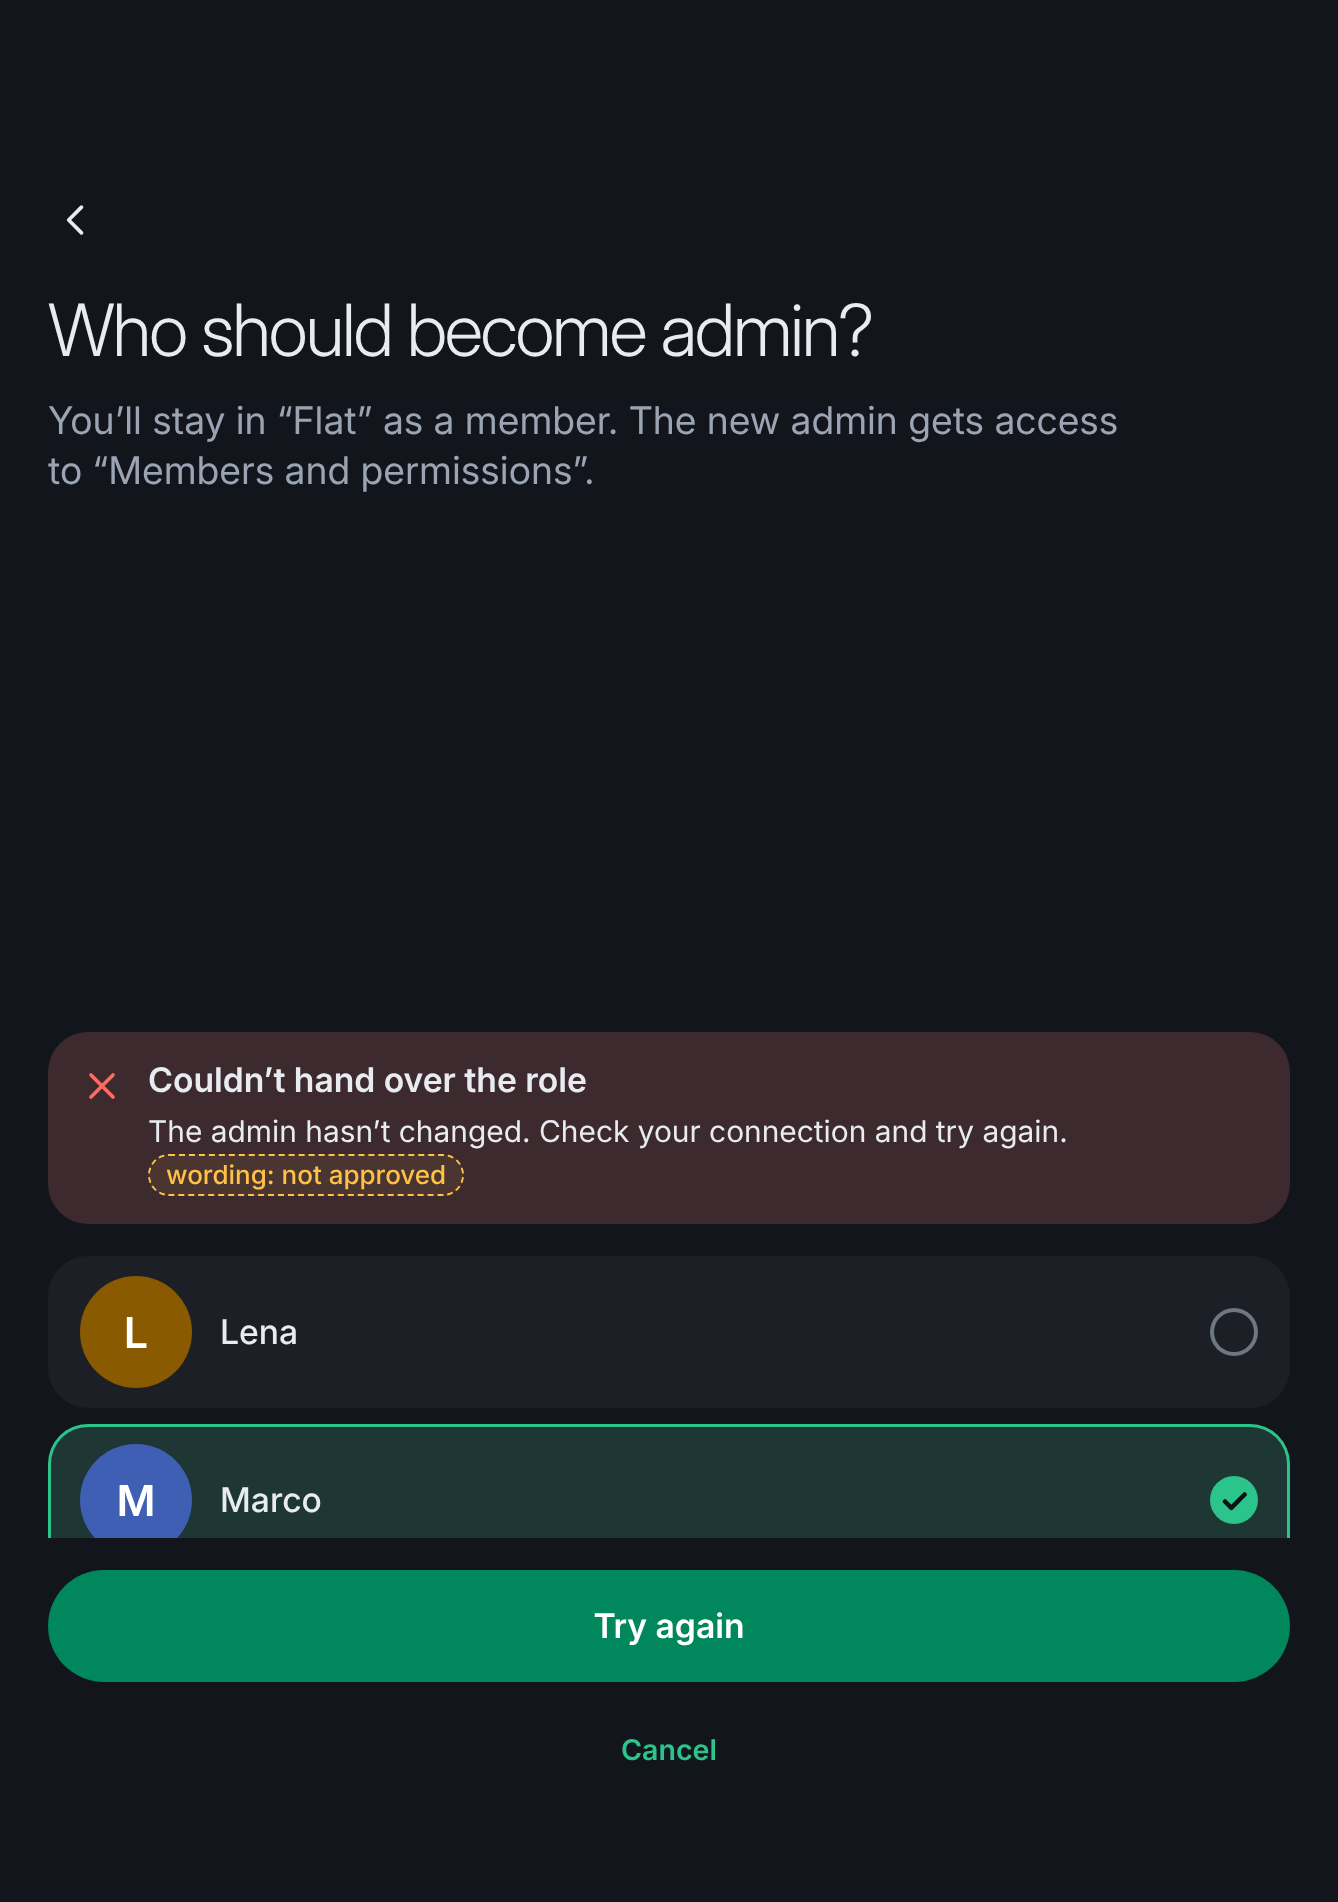 Who should become admin?
You’ll stay in “Flat” as a member. The new admin gets access
to “Members and permissions”.
Couldn’t hand over the role
The admin hasn’t changed. Check your connection and try again.
wording: not approved
L
Lena
M
Marco
Try again
Cancel